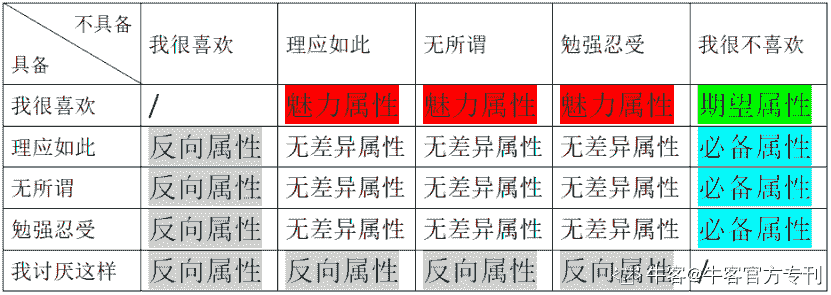 不具备
具备
我很喜欢 理应如此 无所谓 勉强忍受 我很不喜欢
我很喜欢 / 魅力属性 魅力属性 魅力属性 期望属性
理应如此 反向属性 无差异属性 无差异属性 无差异属性 必备属性
无所谓 反向属性 无差异属性 无差异属性 无差异属性 必备属性
勉强忍受 反向属性 无差异属性 无差异属性 无差异属性 必备属性
我讨厌这样 反向属性 反向属性 反向属性 反向属性 /
牛客@牛客官方专刊